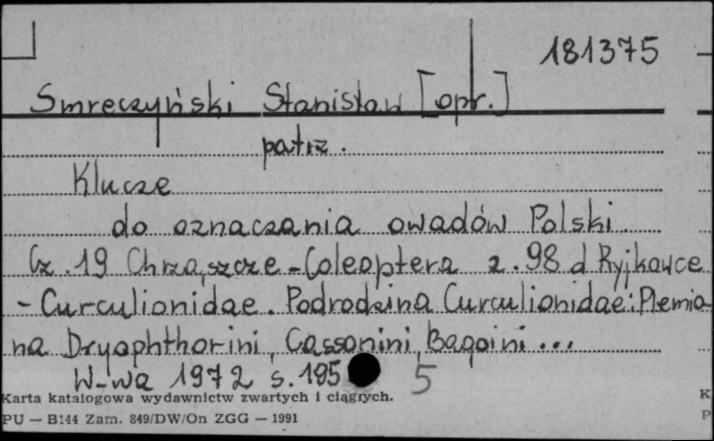 181375
Smreczyński Stanisław [opr.]
patrz.
Klucze
do oznaczania owadów Polski.
Cz. 19 Chrząszcze - Coleoptera z. 98 d Ryjkowce
- Curculionidae. Podrodzina Curculionidae: Plemio
na Dryophthorini, Cossonini, Bagoini ...
W-wa 1972 s. 195 5
Karta katalogowa wydawnictw zwartych i ciągłych.
PU — B144 Zam. 849/DW/On ZGG — 1991
K
P